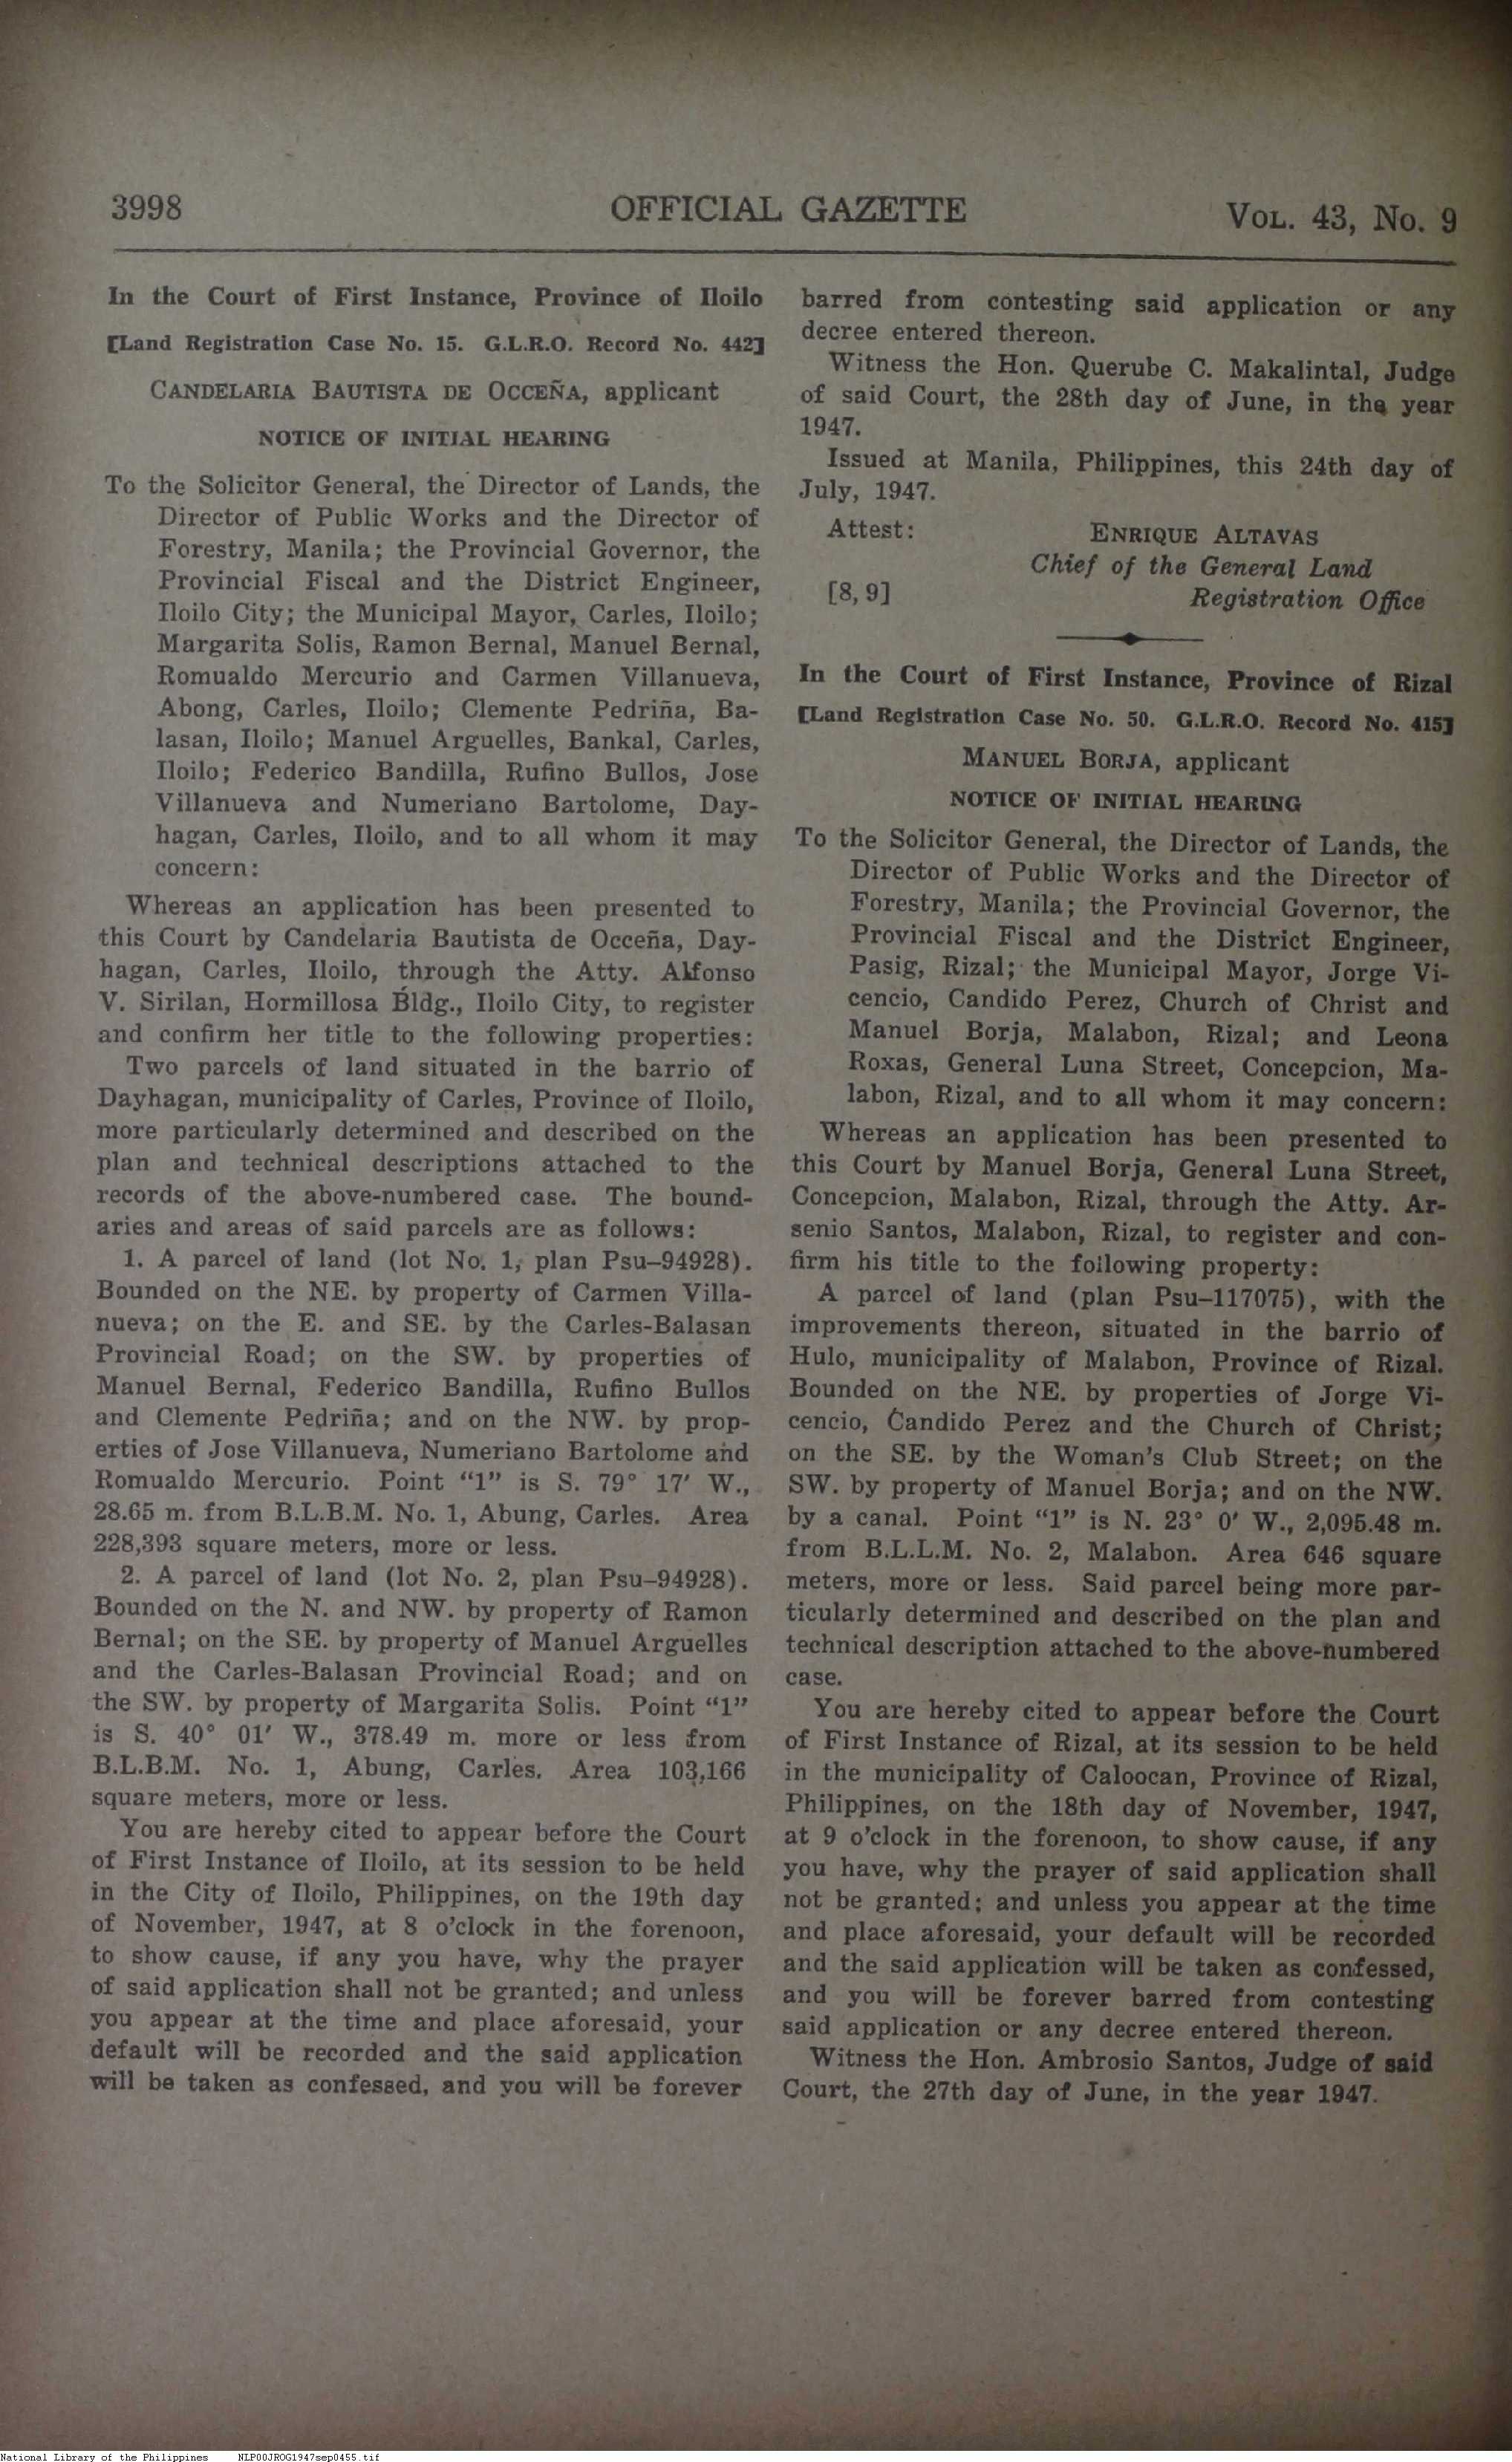 3998
OFFICIAL GAZETTE
VOL. 43, No. 9
In the Court of First Instance, Province of Iloilo
[Land Registration Case No. 15. G.L.R.O. Record No. 442]
CANDELARIA BAUTISTA DE OCCEÑA, applicant
NOTICE OF INITIAL HEARING
To the Solicitor General, the Director of Lands, the
Director of Public Works and the Director of
Forestry, Manila; the Provincial Governor, the
Provincial Fiscal and the District Engineer,
Iloilo City; the Municipal Mayor, Carles, Iloilo;
Margarita Solis, Ramon Bernal, Manuel Bernal,
Romualdo Mercurio and Carmen Villanueva,
Abong, Carles, Iloilo; Clemente Pedriña, Ba-
lasan, Iloilo; Manuel Arguelles, Bankal, Carles,
Iloilo; Federico Bandilla, Rufino Bullos, Jose
Villanueva and Numeriano Bartolome, Day-
hagan, Carles, Iloilo, and to all whom it may
concern:
Whereas an application has been presented to
this Court by Candelaria Bautista de Occeña, Day-
hagan, Carles, Iloilo, through the Atty. Alfonso
V. Sirilan, Hormillosa Bldg., Iloilo City, to register
and confirm her title to the following properties:
Two parcels of land situated in the barrio of
Dayhagan, municipality of Carles, Province of Iloilo,
more particularly determined and described on the
plan and technical descriptions attached to the
records of the above-numbered case. The bound-
aries and areas of said parcels are as follows:
1. A parcel of land (lot No. 1, plan Psu–94928).
Bounded on the NE. by property of Carmen Villa-
nueva; on the E. and SE. by the Carles-Balasan
Provincial Road; on the SW. by properties of
Manuel Bernal, Federico Bandilla, Rufino Bullos
and Clemente Pedriña; and on the NW. by prop-
erties of Jose Villanueva, Numeriano Bartolome and
Romualdo Mercurio. Point “1” is S. 79° 17′ W.,
28.65 m. from B.L.B.M. No. 1, Abung, Carles. Area
228,393 square meters, more or less.
2. A parcel of land (lot No. 2, plan Psu–94928).
Bounded on the N. and NW. by property of Ramon
Bernal; on the SE. by property of Manuel Arguelles
and the Carles-Balasan Provincial Road; and on
the SW. by property of Margarita Solis. Point “1”
is S. 40° 01′ W., 378.49 m. more or less from
B.L.B.M. No. 1, Abung, Carles. Area 103,166
square meters, more or less.
You are hereby cited to appear before the Court
of First Instance of Iloilo, at its session to be held
in the City of Iloilo, Philippines, on the 19th day
of November, 1947, at 8 o’clock in the forenoon,
to show cause, if any you have, why the prayer
of said application shall not be granted; and unless
you appear at the time and place aforesaid, your
default will be recorded and the said application
will be taken as confessed, and you will be forever
barred from contesting said application or any
decree entered thereon.
Witness the Hon. Querube C. Makalintal, Judge
of said Court, the 28th day of June, in the year
1947.
Issued at Manila, Philippines, this 24th day of
July, 1947.
Attest: ENRIQUE ALTAVAS
Chief of the General Land
[8, 9] Registration Office
In the Court of First Instance, Province of Rizal
[Land Registration Case No. 50. G.L.R.O. Record No. 415]
MANUEL BORJA, applicant
NOTICE OF INITIAL HEARING
To the Solicitor General, the Director of Lands, the
Director of Public Works and the Director of
Forestry, Manila; the Provincial Governor, the
Provincial Fiscal and the District Engineer,
Pasig, Rizal; the Municipal Mayor, Jorge Vi-
cencio, Candido Perez, Church of Christ and
Manuel Borja, Malabon, Rizal; and Leona
Roxas, General Luna Street, Concepcion, Ma-
labon, Rizal, and to all whom it may concern:
Whereas an application has been presented to
this Court by Manuel Borja, General Luna Street,
Concepcion, Malabon, Rizal, through the Atty. Ar-
senio Santos, Malabon, Rizal, to register and con-
firm his title to the following property:
A parcel of land (plan Psu–117075), with the
improvements thereon, situated in the barrio of
Hulo, municipality of Malabon, Province of Rizal.
Bounded on the NE. by properties of Jorge Vi-
cencio, Candido Perez and the Church of Christ;
on the SE. by the Woman’s Club Street; on the
SW. by property of Manuel Borja; and on the NW.
by a canal. Point “1” is N. 23° 0′ W., 2,095.48 m.
from B.L.L.M. No. 2, Malabon. Area 646 square
meters, more or less. Said parcel being more par-
ticularly determined and described on the plan and
technical description attached to the above-numbered
case.
You are hereby cited to appear before the Court
of First Instance of Rizal, at its session to be held
in the municipality of Caloocan, Province of Rizal,
Philippines, on the 18th day of November, 1947,
at 9 o’clock in the forenoon, to show cause, if any
you have, why the prayer of said application shall
not be granted; and unless you appear at the time
and place aforesaid, your default will be recorded
and the said application will be taken as confessed,
and you will be forever barred from contesting
said application or any decree entered thereon.
Witness the Hon. Ambrosio Santos, Judge of said
Court, the 27th day of June, in the year 1947.
National Library of the Philippines NLP00JROG1947sep0455.tif